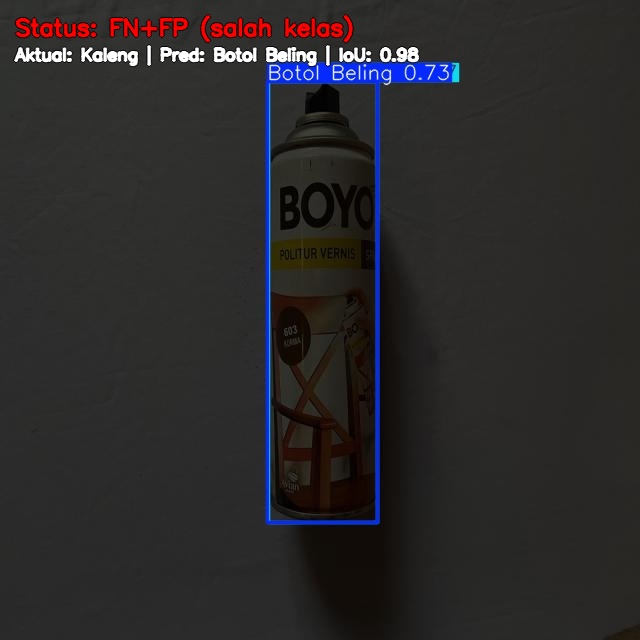 Status: FN+FP (salah kelas)
Aktual: Kaleng | Pred: Botol Beling | IoU: 0.98
Botol Beling 0.73
BOYO
POLITUR VERNIS
603